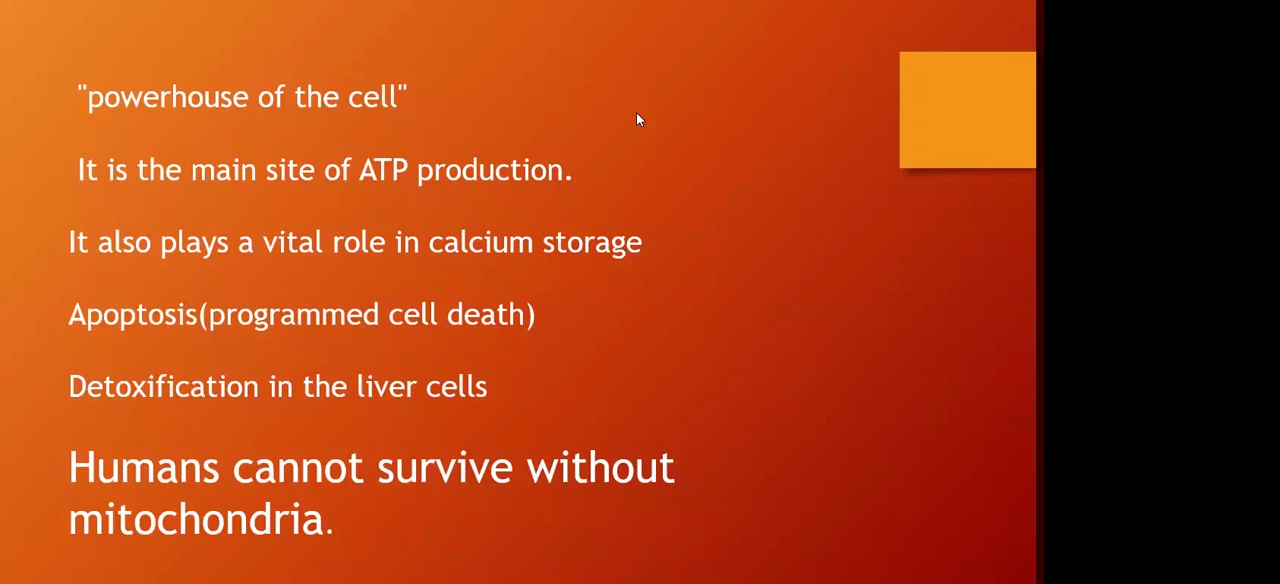 "powerhouse of the cell"
It is the main site of ATP production.
It also plays a vital role in calcium storage
Apoptosis(programmed cell death)
Detoxification in the liver cells
Humans cannot survive without
mitochondria.